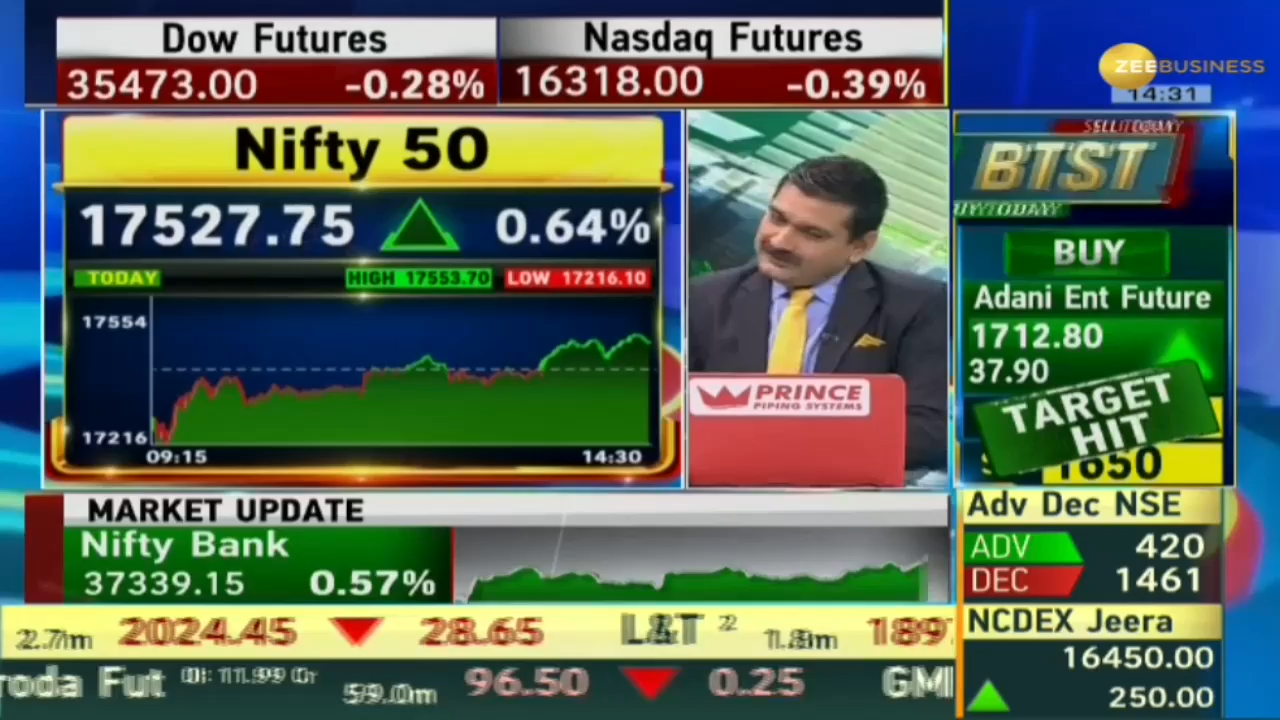 Dow Futures
35473.00 -0.28%
Nasdaq Futures
16318.00 -0.39%
ZEEBUSINESS
14:31
Nifty 50
17527.75 0.64%
TODAY HIGH 17553.70 LOW 17216.10
17554
17216
09:15 14:30
PRINCE
PIPING SYSTEMS
BTST
BUY
Adani Ent Future
1712.80
37.90
TARGET
HIT
1650
MARKET UPDATE
Nifty Bank
37339.15 0.57%
Adv Dec NSE
ADV 420
DEC 1461
NCDEX Jeera
16450.00
250.00
2.7m 2024.45 28.65 L&T 1.8m 189
roda Fut 59.0m 96.50 0.25 GM